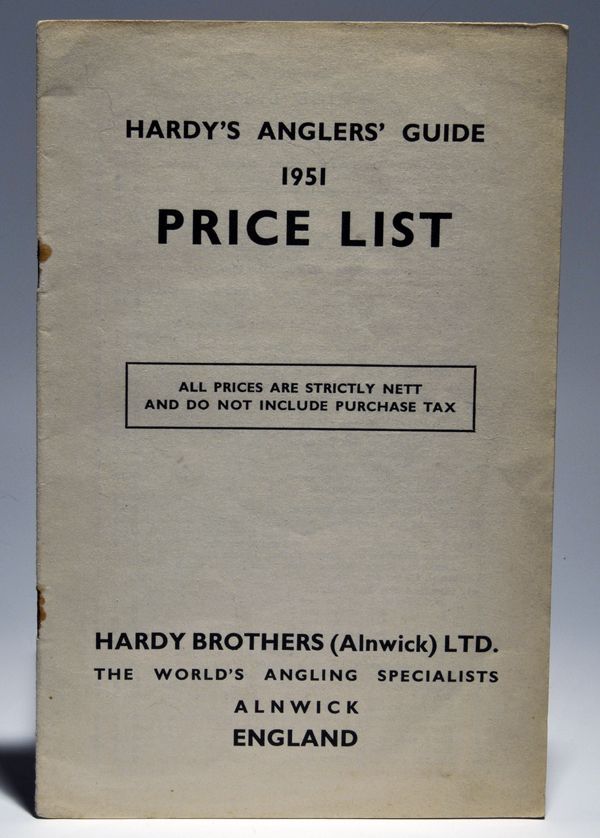 HARDY'S ANGLERS' GUIDE
1951
PRICE LIST
ALL PRICES ARE STRICTLY NETT
AND DO NOT INCLUDE PURCHASE TAX
HARDY BROTHERS (Alnwick) LTD.
THE WORLD'S ANGLING SPECIALISTS
ALNWICK
ENGLAND